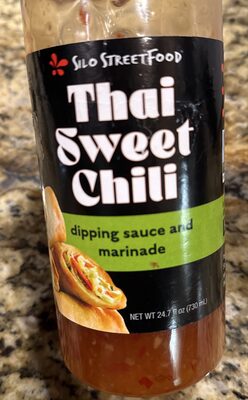 Silo StreetFood
Thai
Sweet
Chili
dipping sauce and
marinade
NET WT 24.7 fl oz (730 mL)